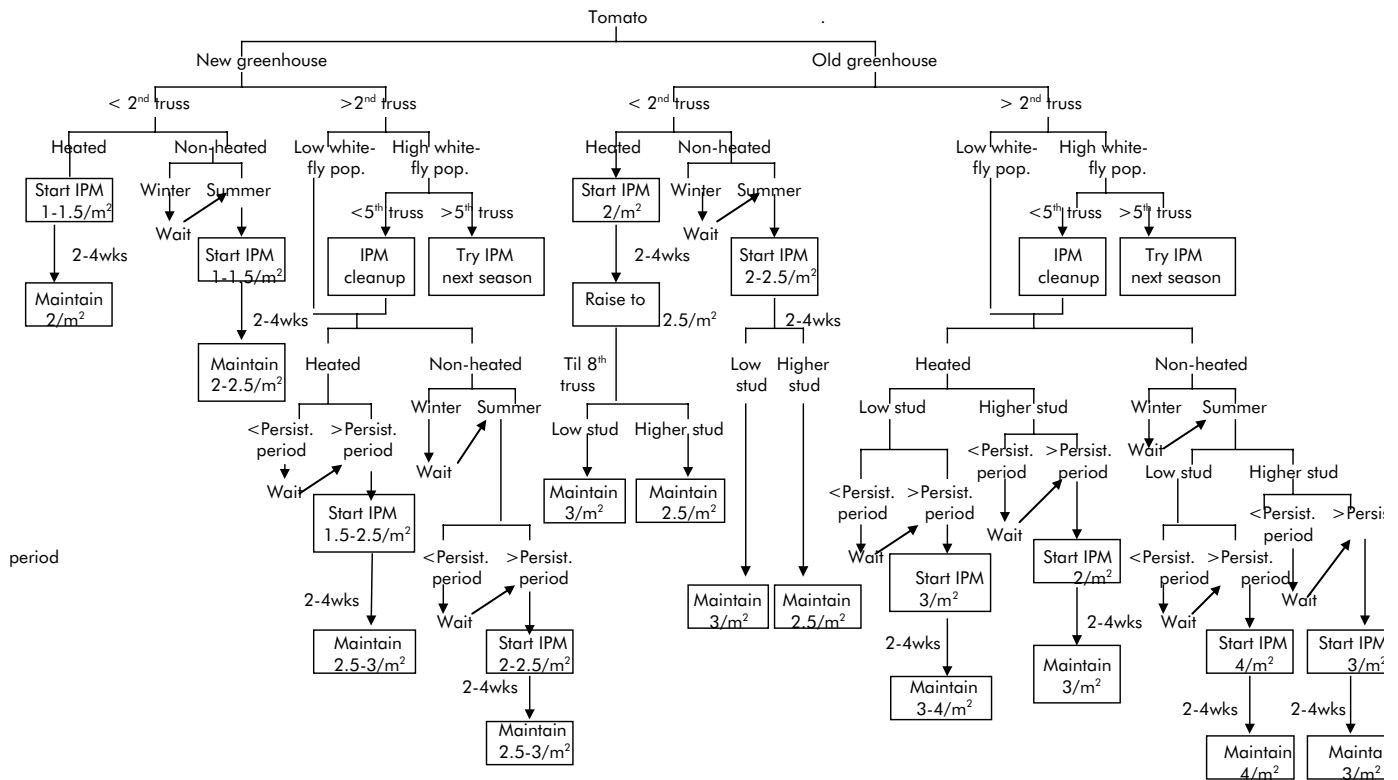 Tomato .
New greenhouse Old greenhouse
< 2nd truss >2nd truss < 2nd truss > 2nd truss
Heated Non-heated Low white- High white- Heated Non-heated Low white- High white-
fly pop. fly pop. fly pop. fly pop.
Start IPM Winter Summer Start IPM Winter Summer
1-1.5/m² <5th truss >5th truss 2/m² <5th truss >5th truss
Wait Wait
2-4wks Start IPM IPM Try IPM 2-4wks Start IPM IPM Try IPM
1-1.5/m² cleanup next season 2-2.5/m² cleanup next season
Maintain Raise to
2/m² 2-4wks 2.5/m² 2-4wks
Maintain Heated Non-heated Til 8th Low Higher Heated Non-heated
2-2.5/m² truss stud stud
Winter Summer Low stud Higher stud Winter Summer
<Persist. >Persist. Low stud Higher stud
period period <Persist. >Persist. Wait
Wait period period Low stud Higher stud
Wait Maintain Maintain <Persist. >Persist.
3/m² 2.5/m² period period
Start IPM <Persist. >Persis
1.5-2.5/m² Wait period
period <Persist. >Persist. Wait Start IPM <Persist. >Persist.
period period 2/m² period period
2-4wks Start IPM Wait
Wait Maintain Maintain 3/m² Wait
3/m² 2.5/m² 2-4wks
Maintain Start IPM 2-4wks Start IPM Start IPM
2.5-3/m² 2-2.5/m² Maintain 4/m² 3/m²
2-4wks Maintain 3/m²
3-4/m² 2-4wks 2-4wks
Maintain Maintain Maintain
2.5-3/m² 4/m² 3/m²